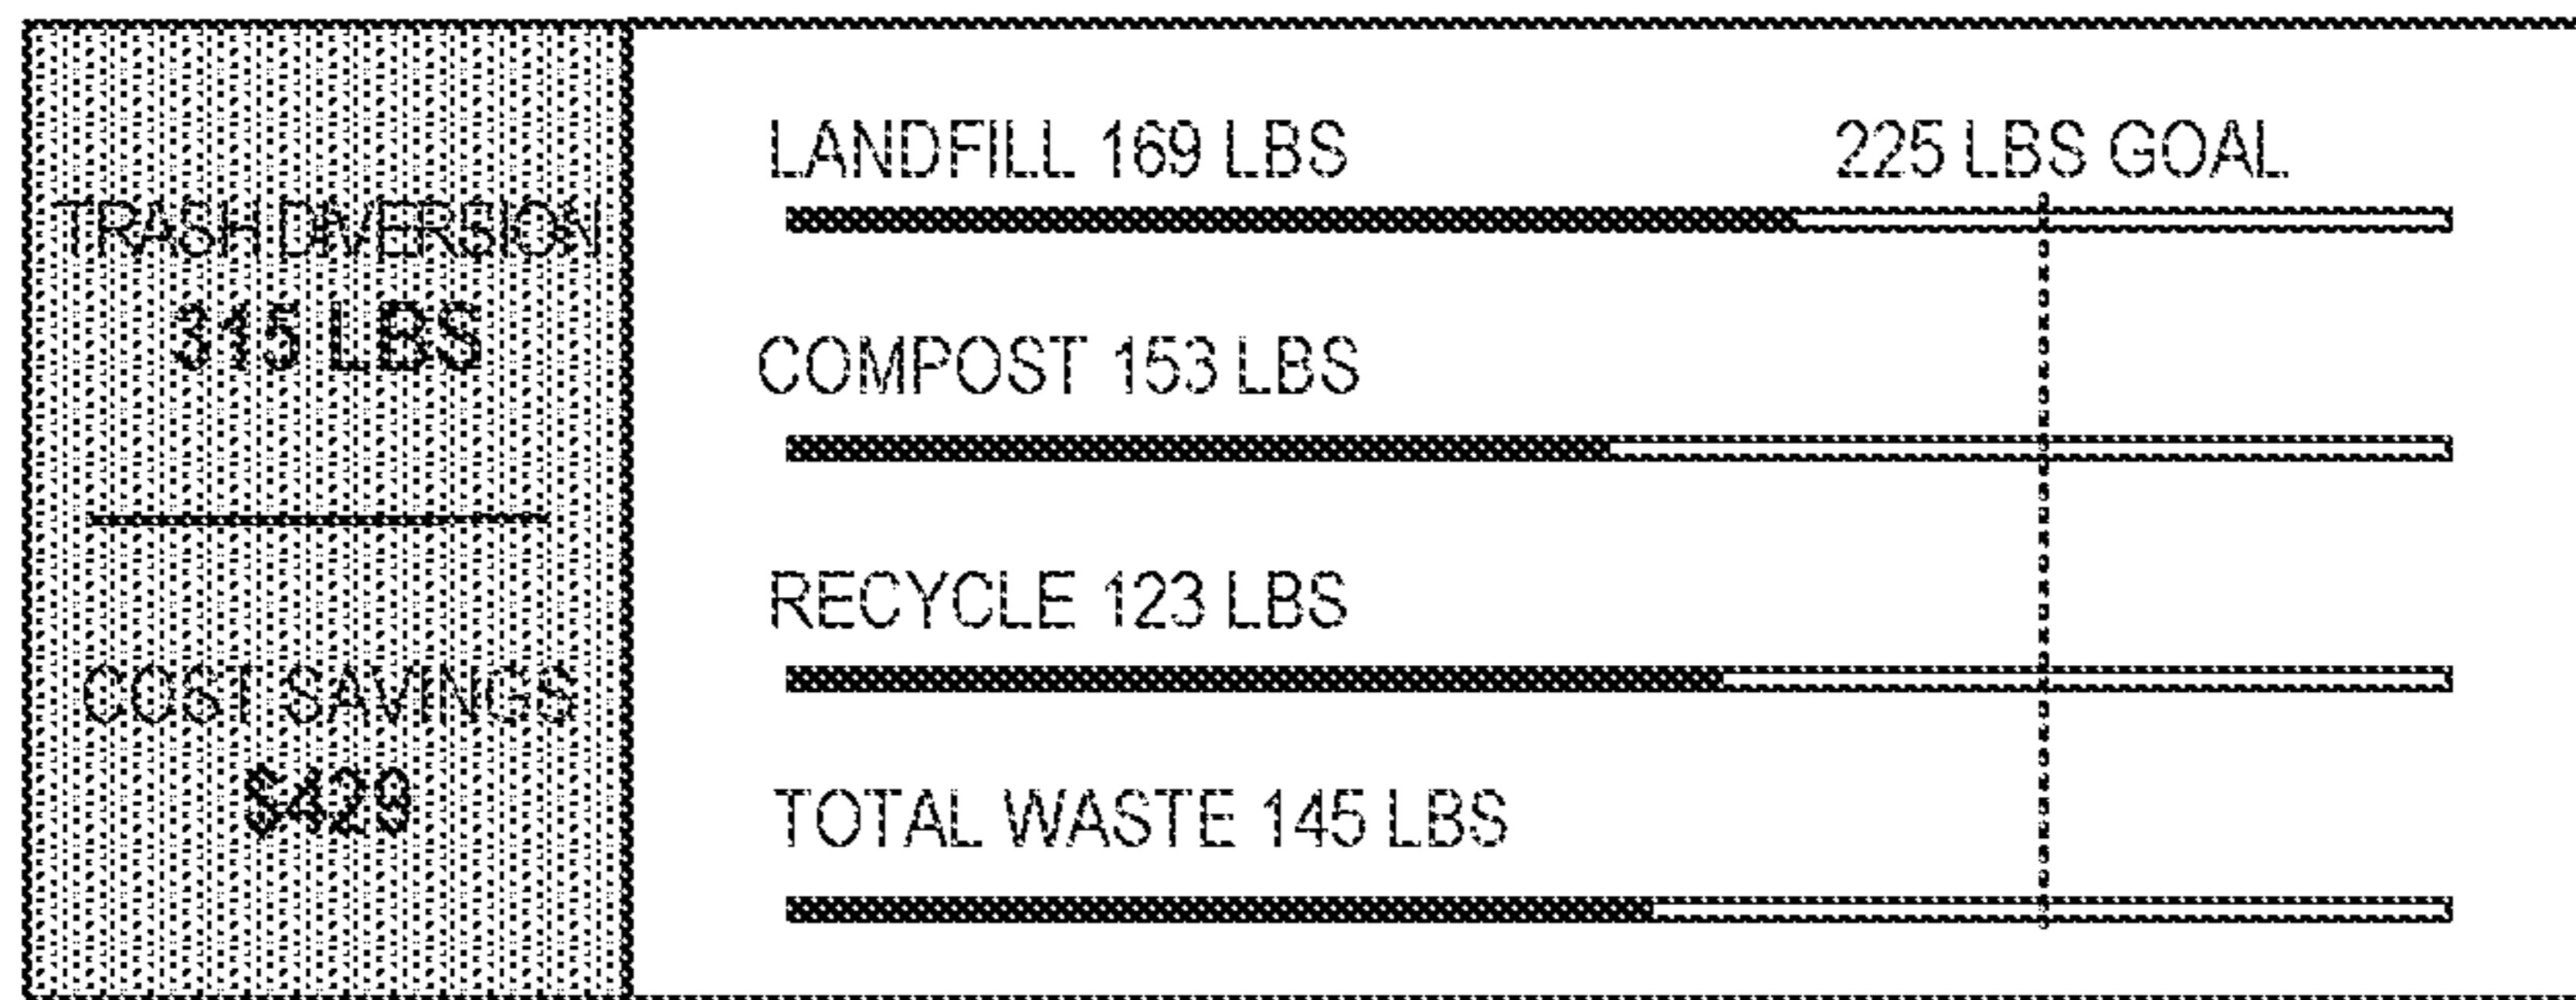 TRASH DIVERSION
315 LBS
COST SAVINGS
$429
LANDFILL 169 LBS
225 LBS GOAL
COMPOST 153 LBS
RECYCLE 123 LBS
TOTAL WASTE 145 LBS